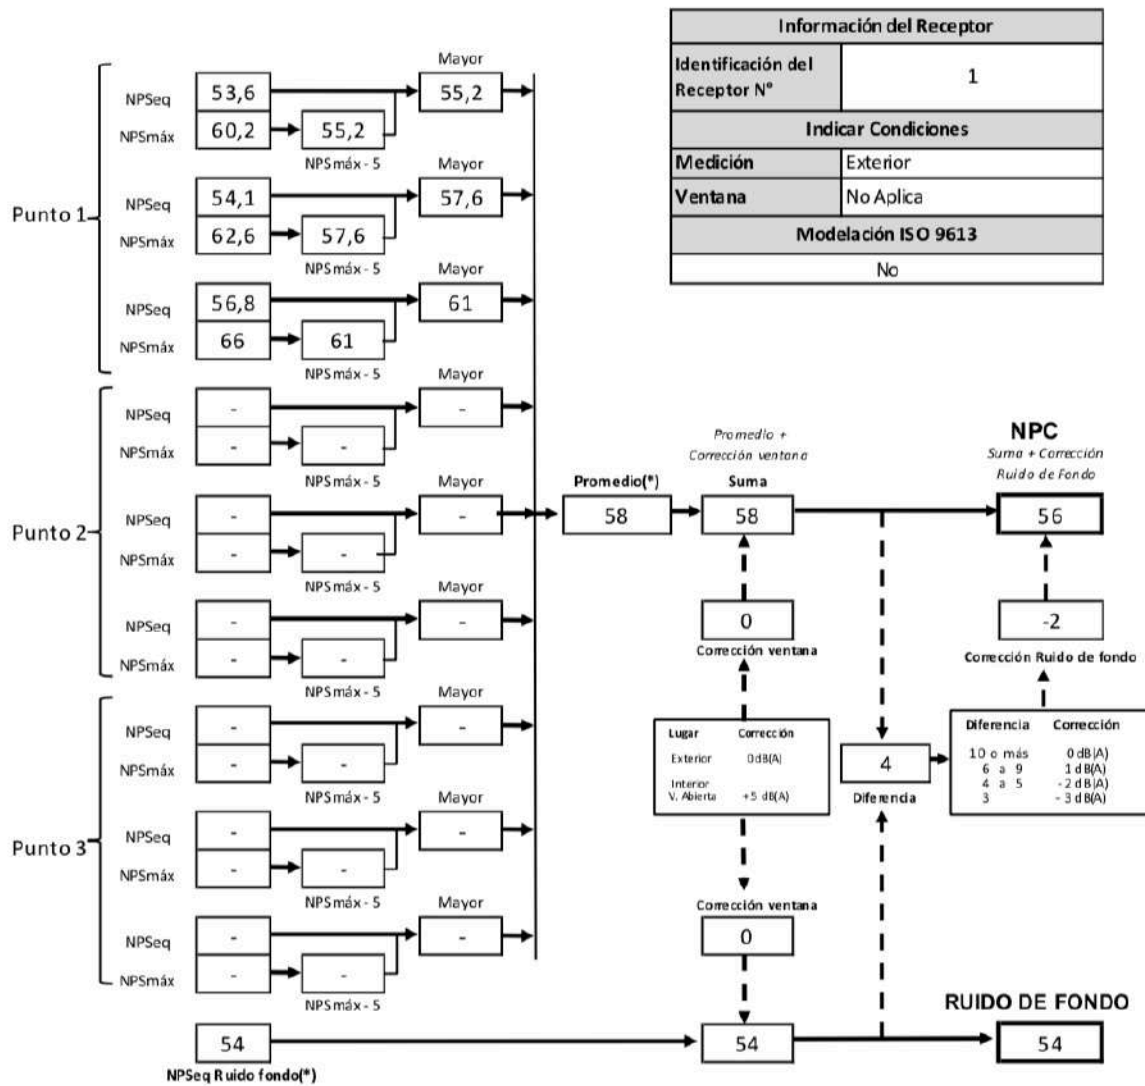 Información del Receptor
Identificación del
Receptor N°
1
Indicar Condiciones
Medición Exterior
Ventana No Aplica
Modelación ISO 9613
No
Punto 1
Mayor
NPSeq 53,6 55,2
NPSmáx 60,2 55,2
NPSmáx - 5
Mayor
NPSeq 54,1 57,6
NPSmáx 62,6 57,6
NPSmáx - 5
Mayor
NPSeq 56,8 61
NPSmáx 66 61
NPSmáx - 5
Punto 2
Mayor
NPSeq - -
NPSmáx - -
NPSmáx - 5
Mayor
NPSeq - -
NPSmáx - -
NPSmáx - 5
Mayor
NPSeq - -
NPSmáx - -
NPSmáx - 5
Punto 3
Mayor
NPSeq - -
NPSmáx - -
NPSmáx - 5
Mayor
NPSeq - -
NPSmáx - -
NPSmáx - 5
Mayor
NPSeq - -
NPSmáx - -
NPSmáx - 5
Promedio(*)
58
Promedio +
Corrección ventana
Suma
58
0
Corrección ventana
NPC
Suma + Corrección
Ruido de Fondo
56
-2
Corrección Ruido de fondo
Lugar Corrección
Exterior 0 dB(A)
Interior
V. Abierta +5 dB(A)
4
Diferencia
Diferencia Corrección
10 o más 0 dB(A)
6 a 9 1 dB(A)
4 a 5 -2 dB(A)
3 - 3 dB(A)
Corrección ventana
0
RUIDO DE FONDO
54 54 54
NPSeq Ruido fondo(*)